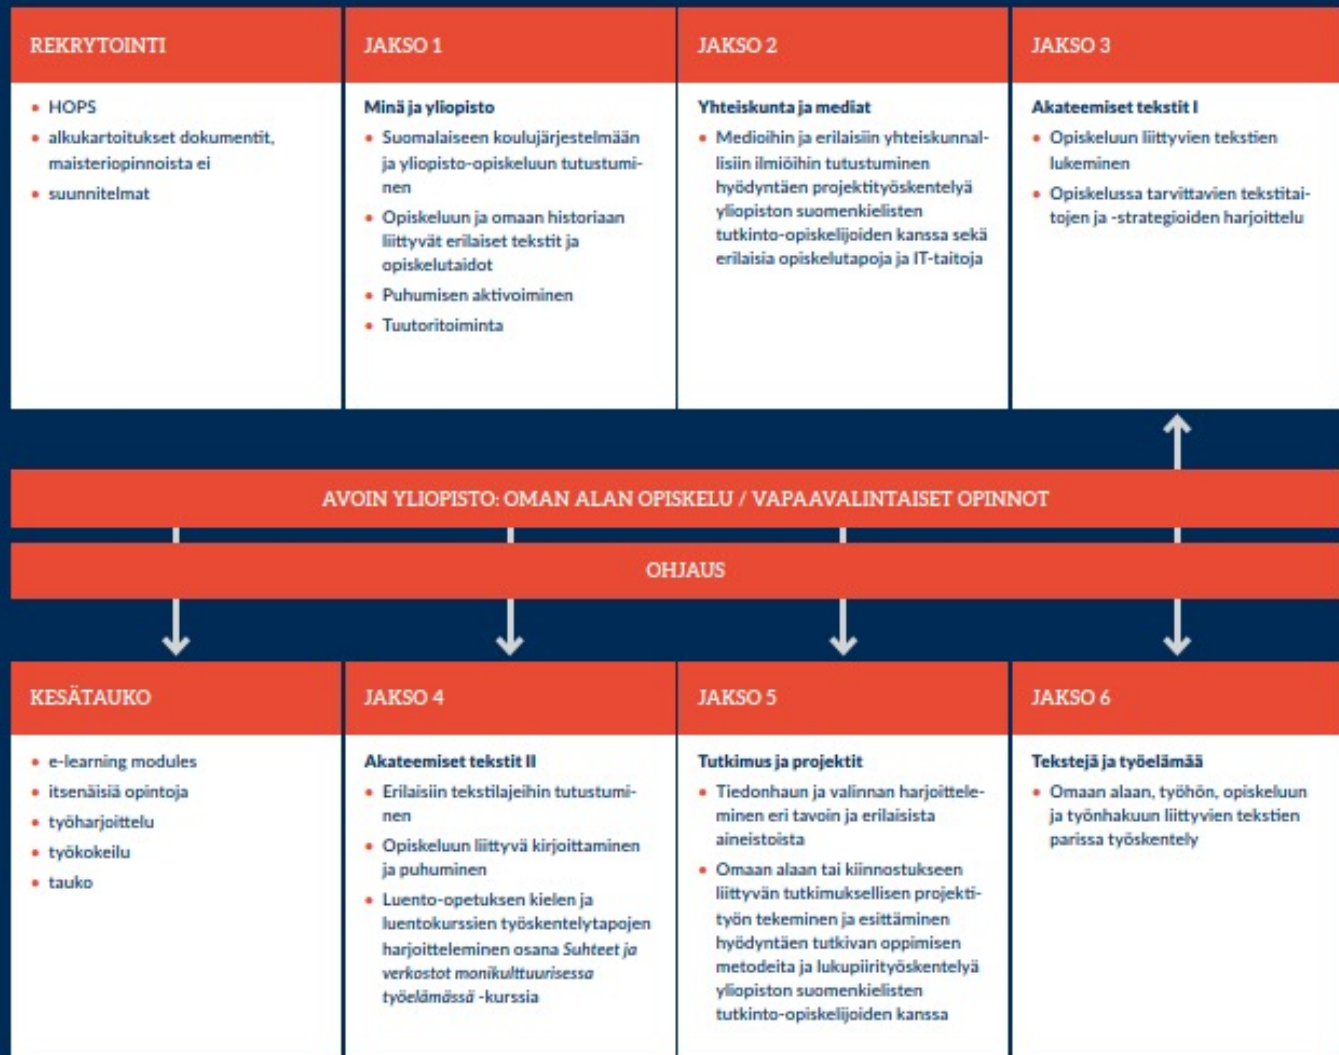 REKRYTOINTI
• HOPS
• alkukartoitukset dokumentit,
maisteriopinnoista ei
• suunnitelmat
JAKSO 1
Minä ja yliopisto
• Suomalaiseen koulujärjestelmään
ja yliopisto-opiskeluun tutustumi-
nen
• Opiskeluun ja omaan historiaan
liittyvät erilaiset tekstit ja
opiskelutaidot
• Puhumisen aktivoiminen
• Tuutoritoiminta
JAKSO 2
Yhteiskunta ja mediat
• Medioihin ja erilaisiin yhteiskunnal-
lisiin ilmiöihin tutustuminen
hyödyntäen projektityöskentelyä
yliopiston suomenkielisten
tutkinto-opiskelijoiden kanssa sekä
erilaisia opiskelutapoja ja IT-taitoja
JAKSO 3
Akateemiset tekstit I
• Opiskeluun liittyvien tekstien
lukeminen
• Opiskelussa tarvittavien tekstitai-
tojen ja -strategioiden harjoittelu
AVOIN YLIOPISTO: OMAN ALAN OPISKELU / VAPAAVALINTAISET OPINNOT
OHJAUS
KESÄTAUKO
• e-learning modules
• itsenäisiä opintoja
• työharjoittelu
• työkokeilu
• tauko
JAKSO 4
Akateemiset tekstit II
• Erilaisiin tekstilajeihin tutustumi-
nen
• Opiskeluun liittyvä kirjoittaminen
ja puhuminen
• Luento-opetuksen kielen ja
luentokurssien työskentelytapojen
harjoitteleminen osana Suhteet ja
verkostot monikulttuurisessa
työelämässä -kurssia
JAKSO 5
Tutkimus ja projektit
• Tiedonhaun ja valinnan harjoittele-
minen eri tavoin ja erilaisista
aineistoista
• Omaan alaan tai kiinnostukseen
liittyvän tutkimuksellisen projekti-
työn tekeminen ja esittäminen
hyödyntäen tutkivan oppimisen
metodeita ja lukupiirityöskentelyä
yliopiston suomenkielisten
tutkinto-opiskelijoiden kanssa
JAKSO 6
Tekstejä ja työelämää
• Omaan alaan, työhön, opiskeluun
ja työnhakuun liittyvien tekstien
parissa työskentely